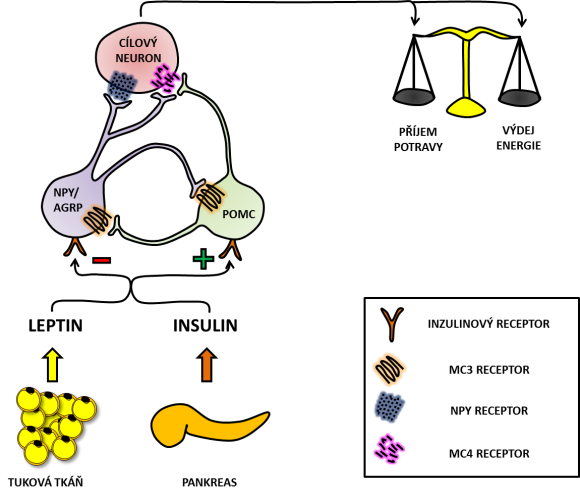 CÍLOVÝ
NEURON
PŘÍJEM
POTRAVY
VÝDEJ
ENERGIE
NPY/
AGRP
POMC
−
+
LEPTIN
INSULIN
TUKOVÁ TKÁŇ
PANKREAS
INZULINOVÝ RECEPTOR
MC3 RECEPTOR
NPY RECEPTOR
MC4 RECEPTOR